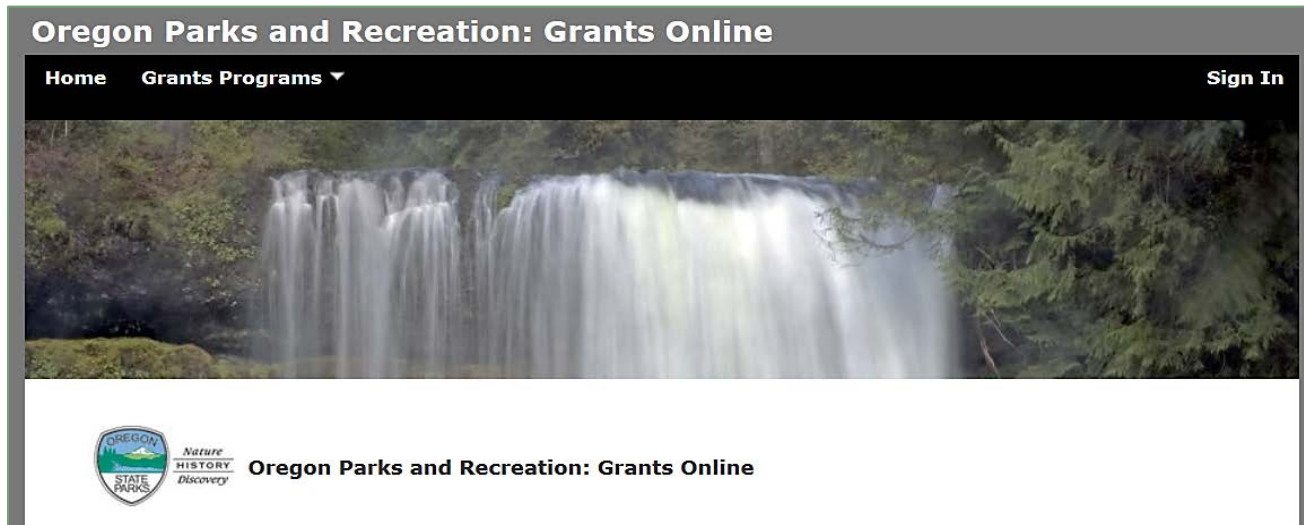 Oregon Parks and Recreation: Grants Online
Home Grants Programs Sign In
OREGON
STATE
PARKS
Nature
HISTORY
Discovery
Oregon Parks and Recreation: Grants Online